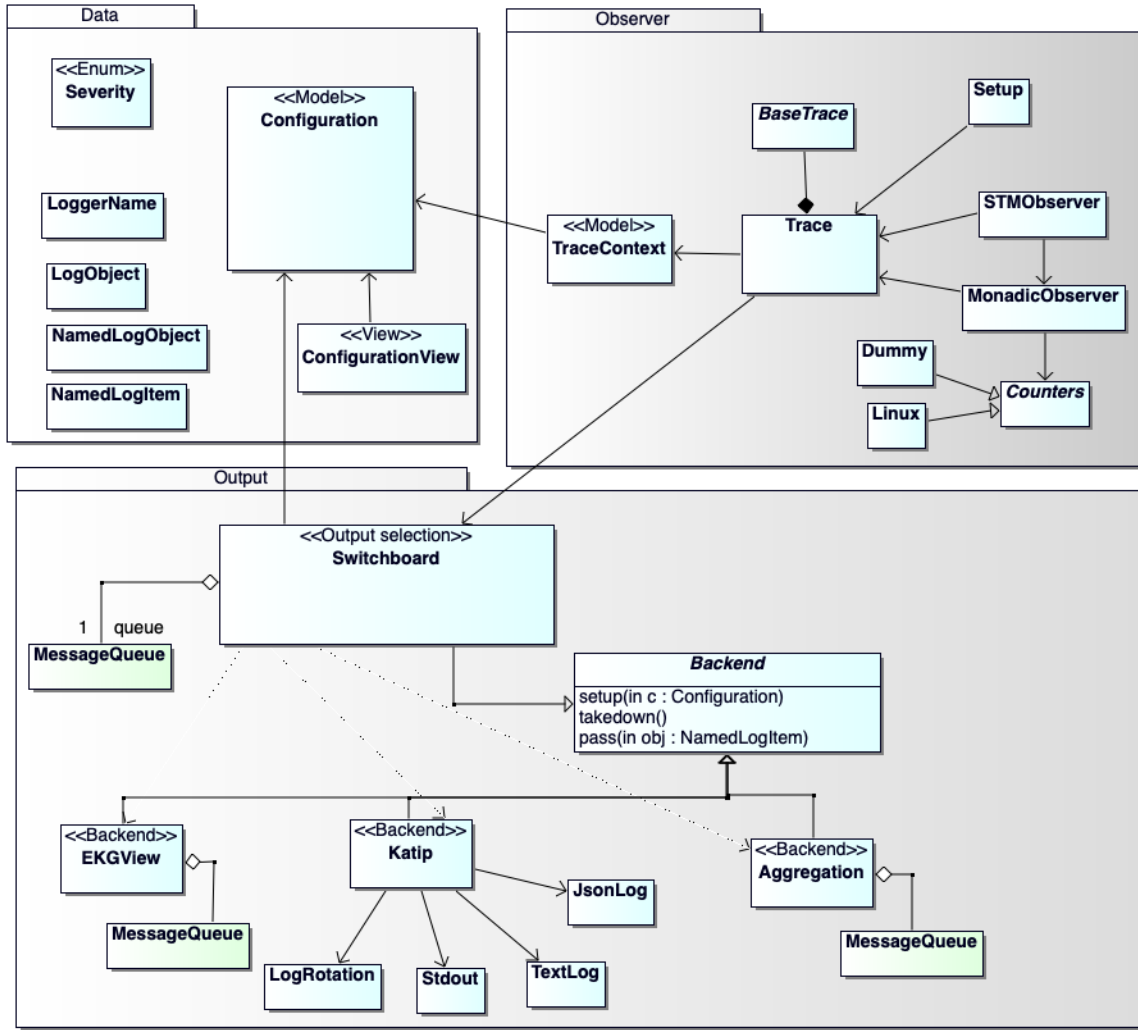 Data
Observer
<<Enum>>
Severity
<<Model>>
Configuration
LoggerName
LogObject
NamedLogObject
NamedLogItem
<<View>>
ConfigurationView
BaseTrace
Setup
<<Model>>
TraceContext
Trace
STMObserver
MonadicObserver
Dummy
Linux
Counters
Output
<<Output selection>>
Switchboard
1 queue
MessageQueue
Backend
setup(in c : Configuration)
takedown()
pass(in obj : NamedLogItem)
<<Backend>>
EKGView
MessageQueue
<<Backend>>
Katip
JsonLog
LogRotation
Stdout
TextLog
<<Backend>>
Aggregation
MessageQueue